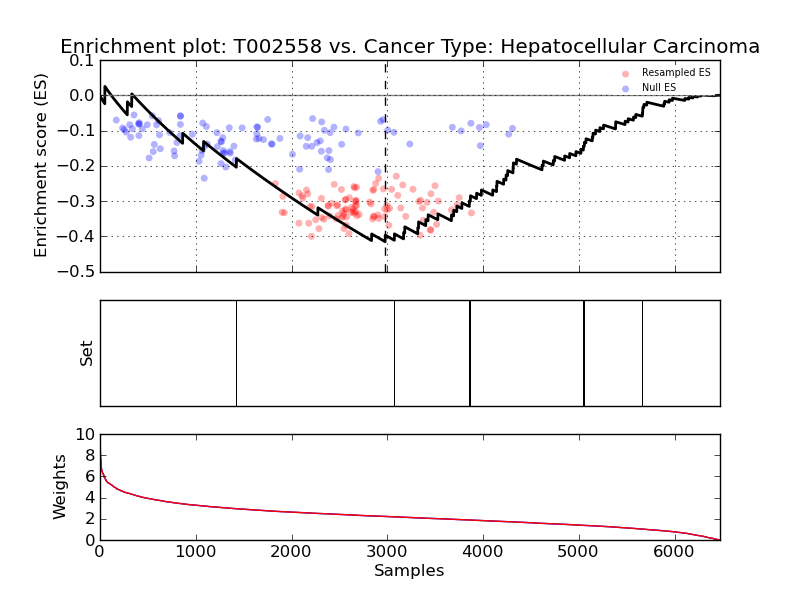 Enrichment plot: T002558 vs. Cancer Type: Hepatocellular Carcinoma
Enrichment score (ES)
0.1
0.0
−0.1
−0.2
−0.3
−0.4
−0.5
Resampled ES
Null ES
Set
Weights
10
8
6
4
2
0
0 1000 2000 3000 4000 5000 6000
Samples